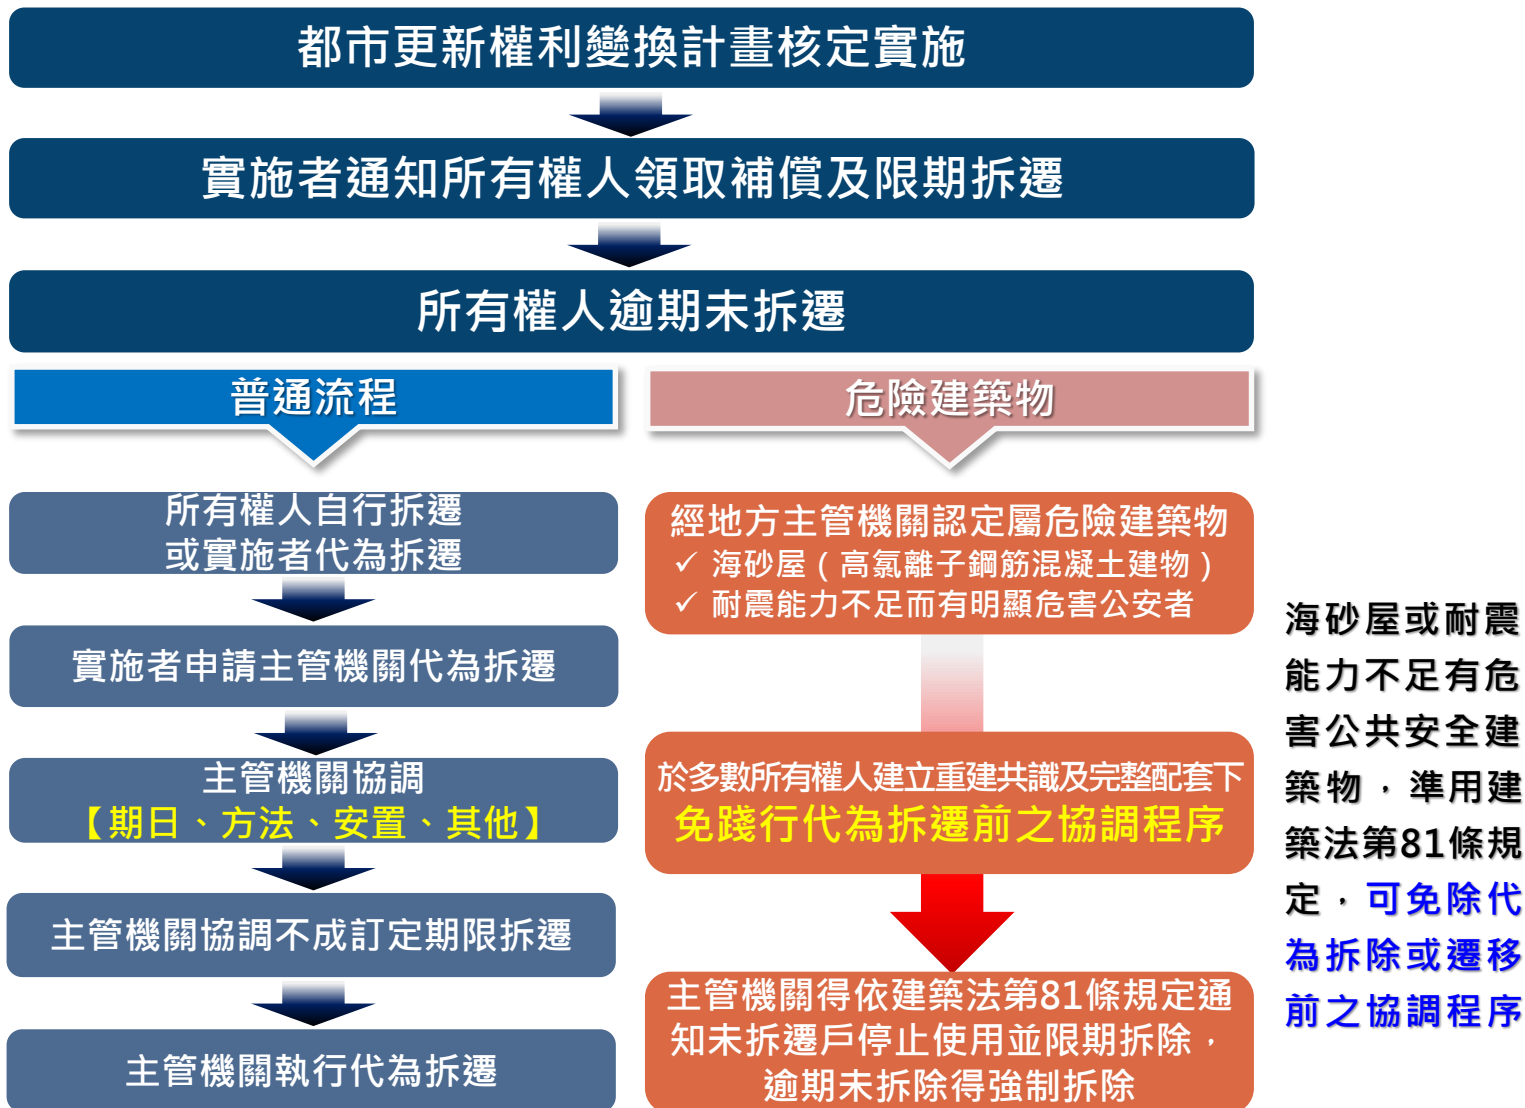 都市更新權利變換計畫核定實施
實施者通知所有權人領取補償及限期拆遷
所有權人逾期未拆遷
普通流程
所有權人自行拆遷
或實施者代為拆遷
實施者申請主管機關代為拆遷
主管機關協調
【期日、方法、安置、其他】
主管機關協調不成訂定期限拆遷
主管機關執行代為拆遷
危險建築物
經地方主管機關認定屬危險建築物
✓ 海砂屋(高氯離子鋼筋混凝土建物)
✓ 耐震能力不足而有明顯危害公安者
於多數所有權人建立重建共識及完整配套下
免踐行代為拆遷前之協調程序
主管機關得依建築法第81條規定通
知未拆遷戶停止使用並限期拆除,
逾期未拆除得強制拆除
海砂屋或耐震
能力不足有危
害公共安全建
築物,準用建
築法第81條規
定,可免除代
為拆除或遷移
前之協調程序